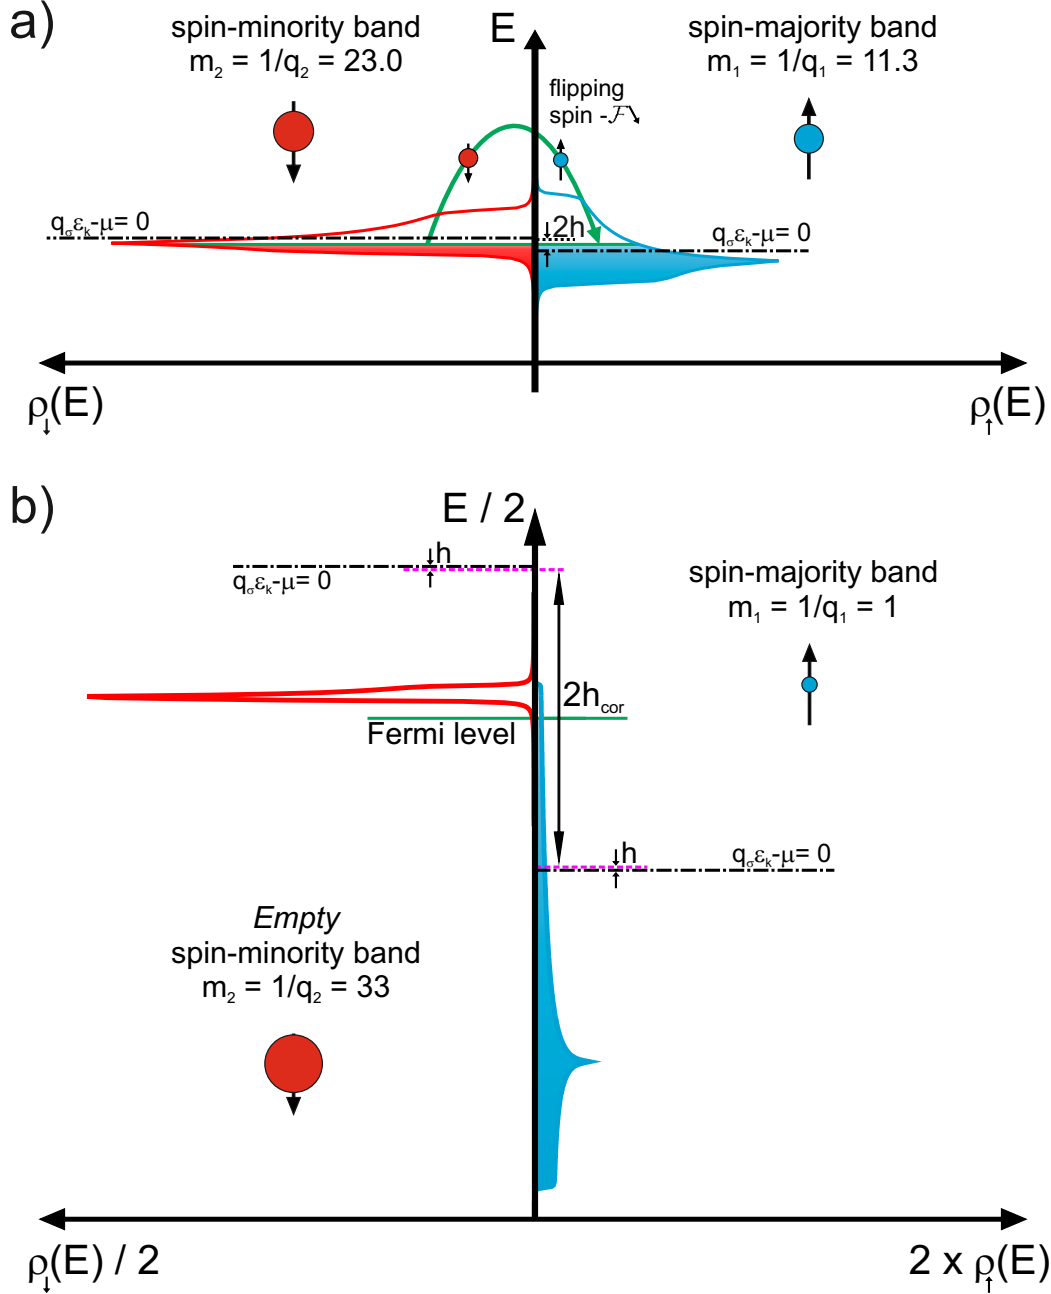 a)
spin-minority band
m₂ = 1/q₂ = 23.0
E
spin-majority band
m₁ = 1/q₁ = 11.3
flipping
spin -ℱ↘
qσεₖ-μ= 0
2h
qσεₖ-μ= 0
ρ↓(E)
ρ↑(E)
b)
E / 2
h
qσεₖ-μ= 0
spin-majority band
m₁ = 1/q₁ = 1
2h_cor
Fermi level
h
qσεₖ-μ= 0
Empty
spin-minority band
m₂ = 1/q₂ = 33
ρ↓(E) / 2
2 x ρ↑(E)